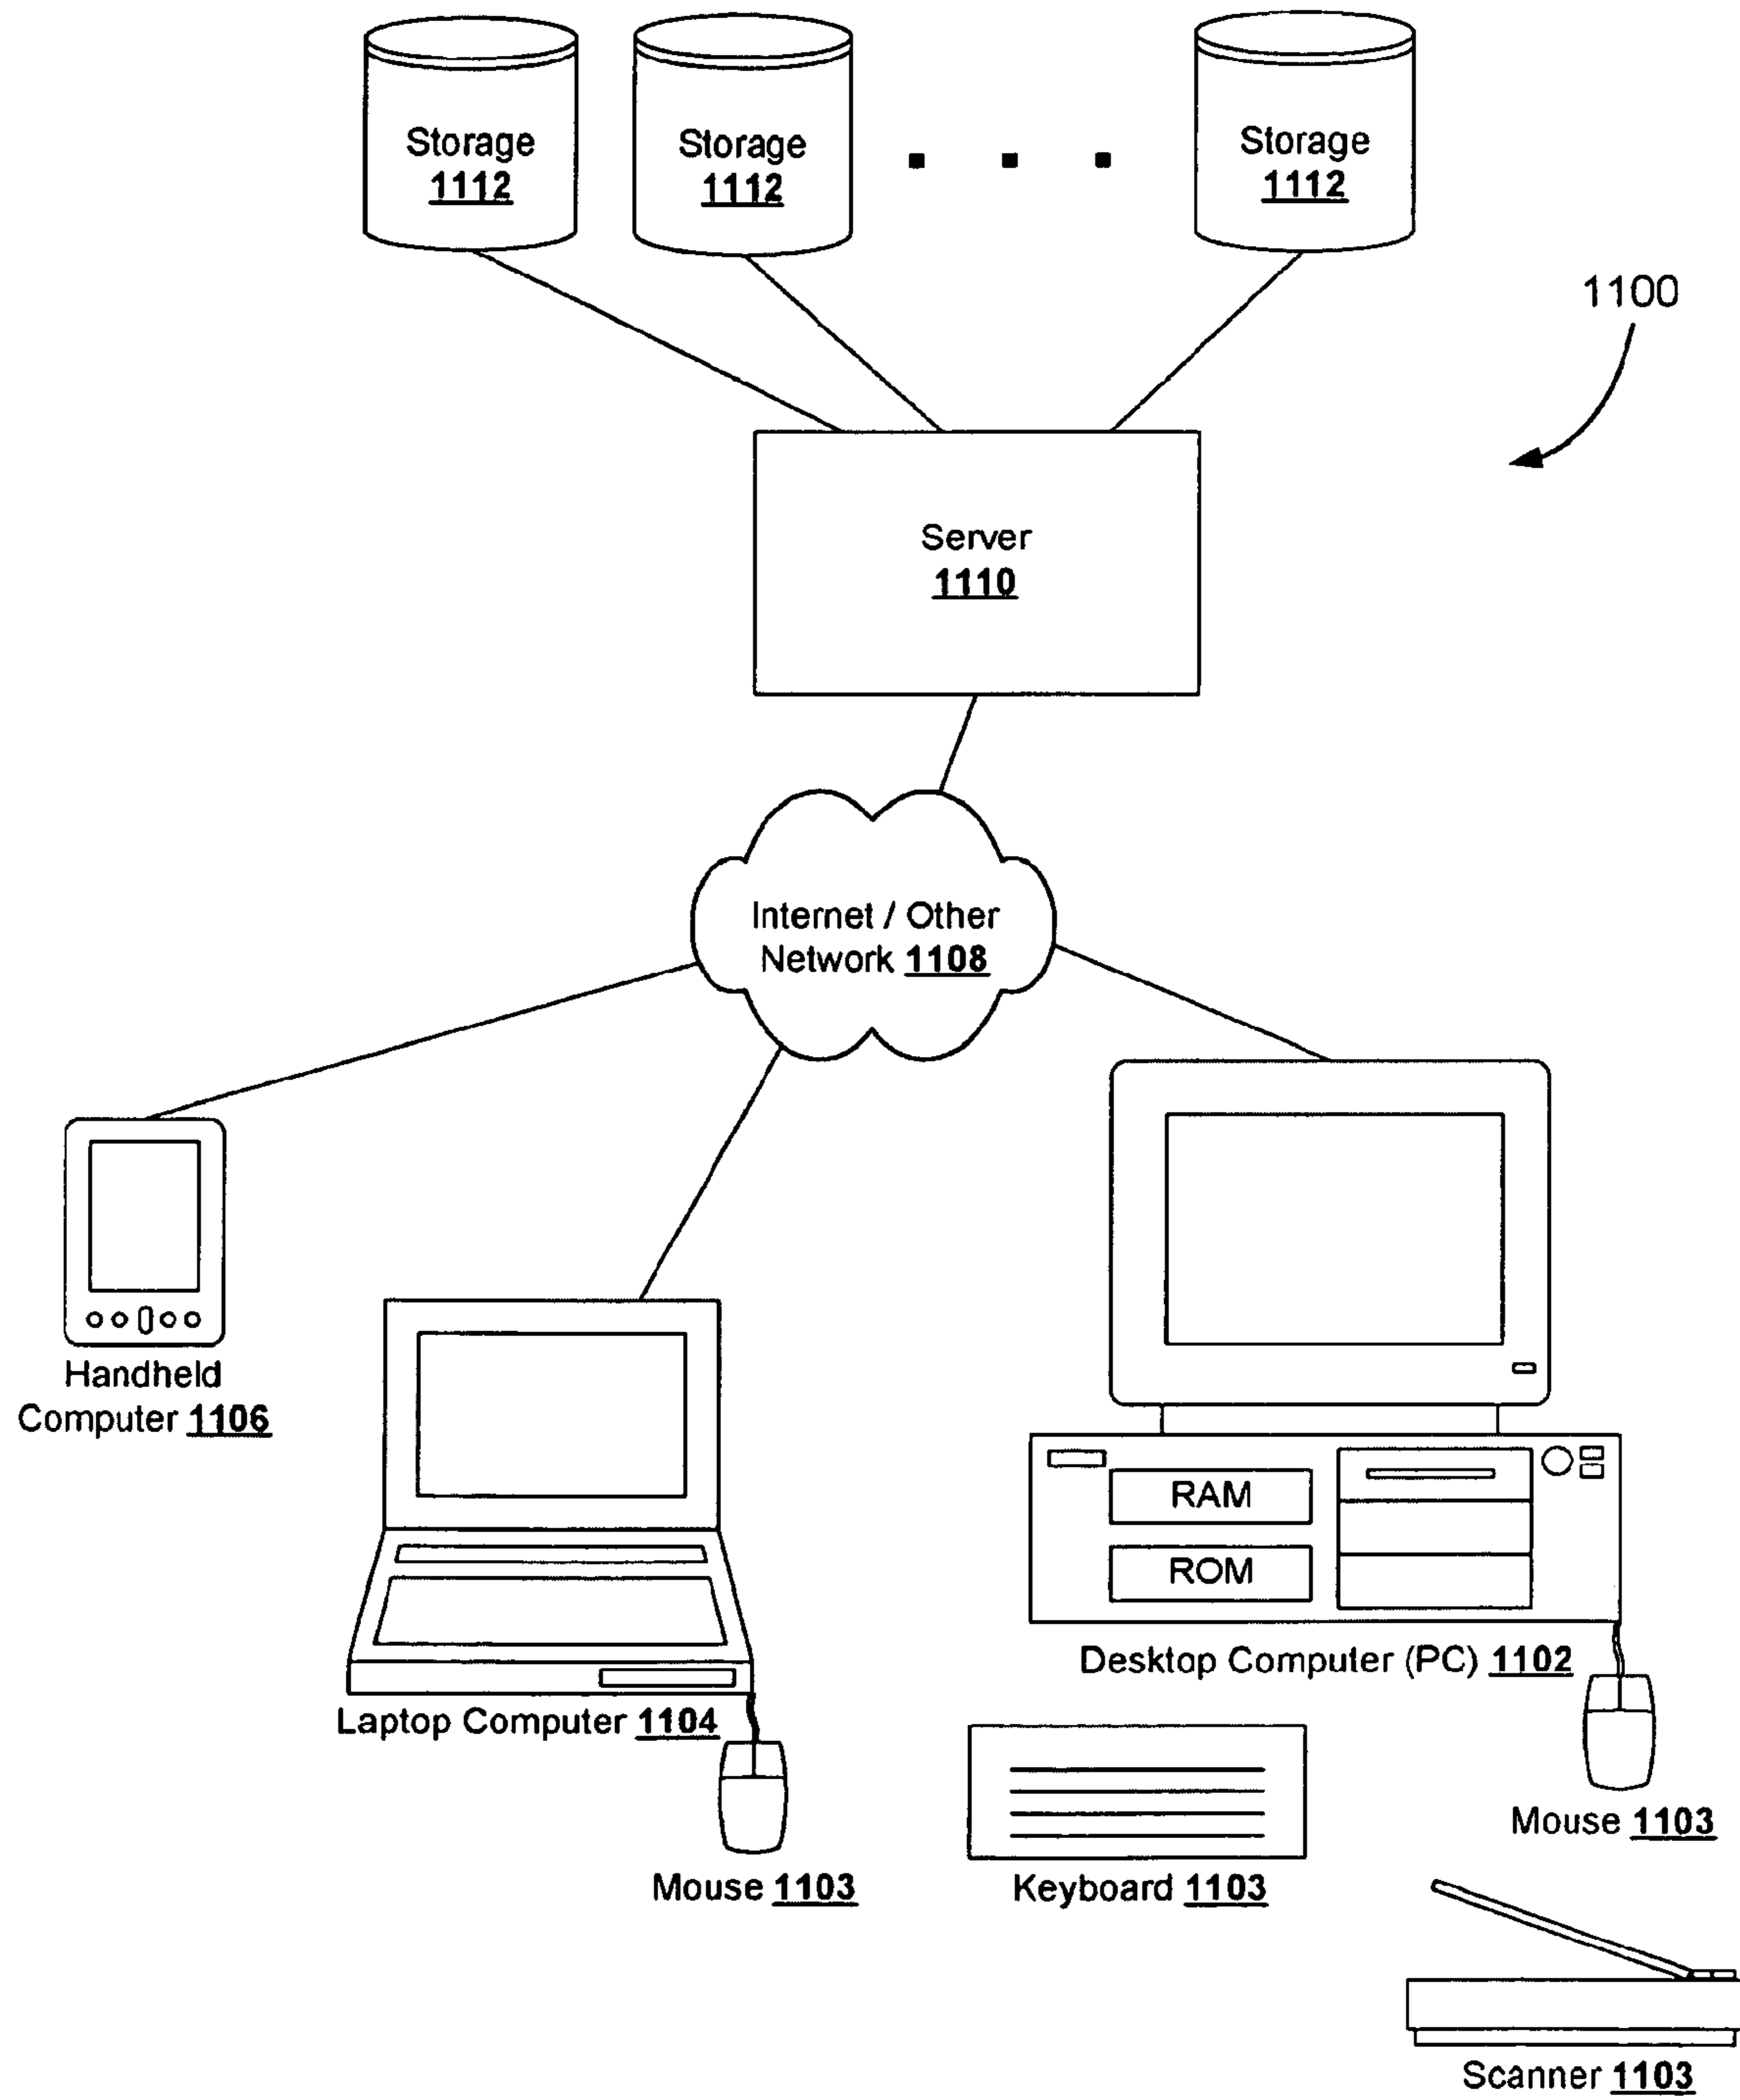 Storage
1112
Storage
1112
Storage
1112
1100
Server
1110
Internet / Other
Network 1108
Handheld
Computer 1106
RAM
ROM
Desktop Computer (PC) 1102
Laptop Computer 1104
Mouse 1103
Keyboard 1103
Mouse 1103
Scanner 1103